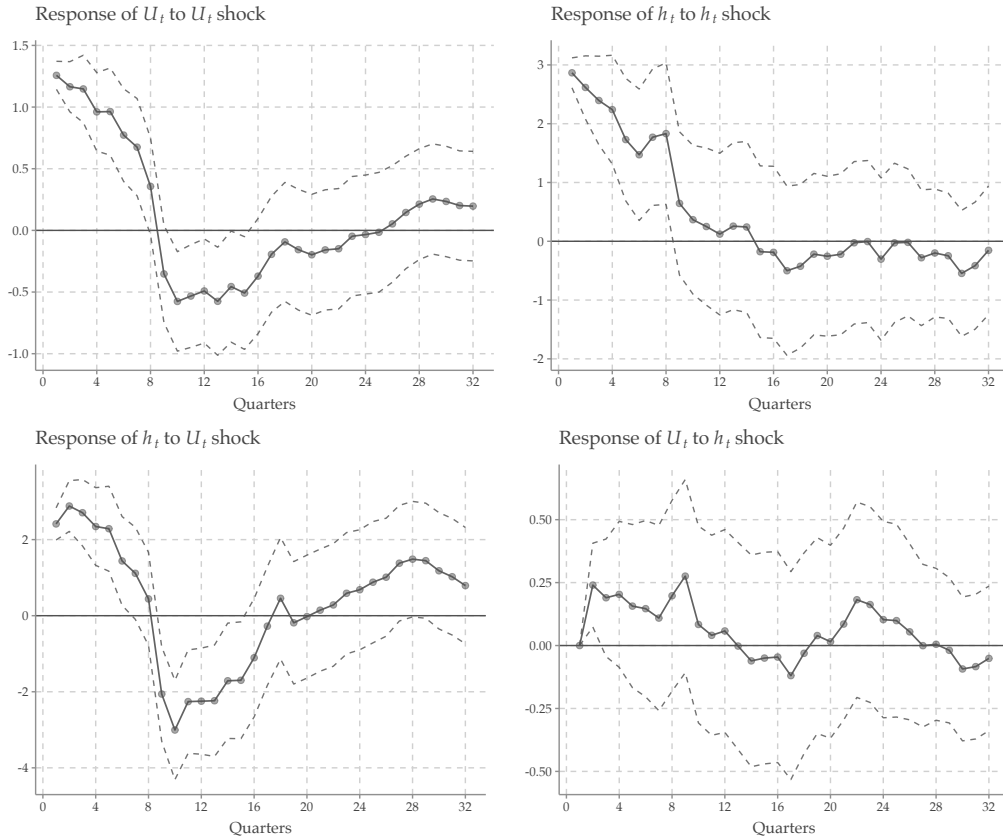 Response of U_t to U_t shock
1.5
1.0
0.5
0.0
-0.5
-1.0
0 4 8 12 16 20 24 28 32
Quarters
Response of h_t to h_t shock
3
2
1
0
-1
-2
0 4 8 12 16 20 24 28 32
Quarters
Response of h_t to U_t shock
2
0
-2
-4
0 4 8 12 16 20 24 28 32
Quarters
Response of U_t to h_t shock
0.50
0.25
0.00
-0.25
-0.50
0 4 8 12 16 20 24 28 32
Quarters